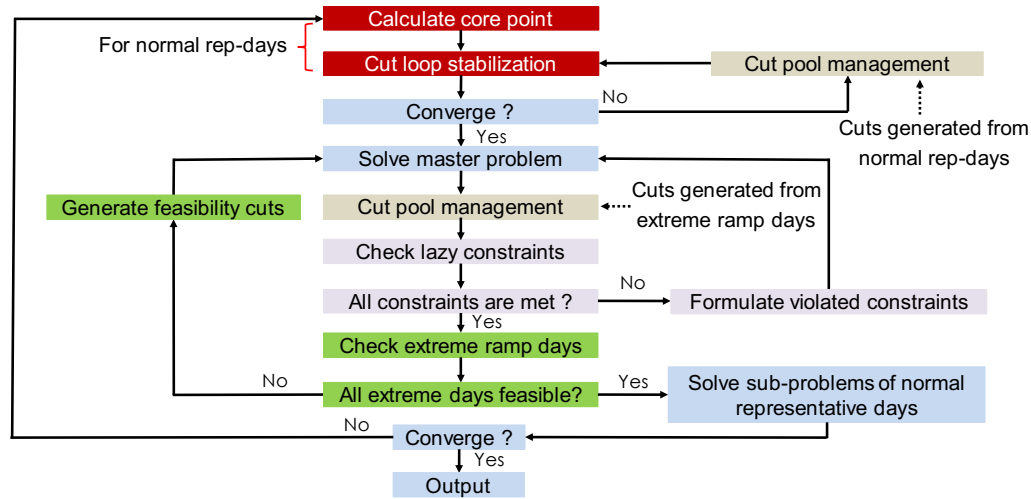 Calculate core point
For normal rep-days
Cut loop stabilization
Cut pool management
No
Converge ?
Cuts generated from
normal rep-days
Yes
Solve master problem
Generate feasibility cuts
Cut pool management
Cuts generated from
extreme ramp days
Check lazy constraints
No
All constraints are met ?
Formulate violated constraints
Yes
Check extreme ramp days
No
All extreme days feasible?
Yes
Solve sub-problems of normal
representative days
No
Converge ?
Yes
Output